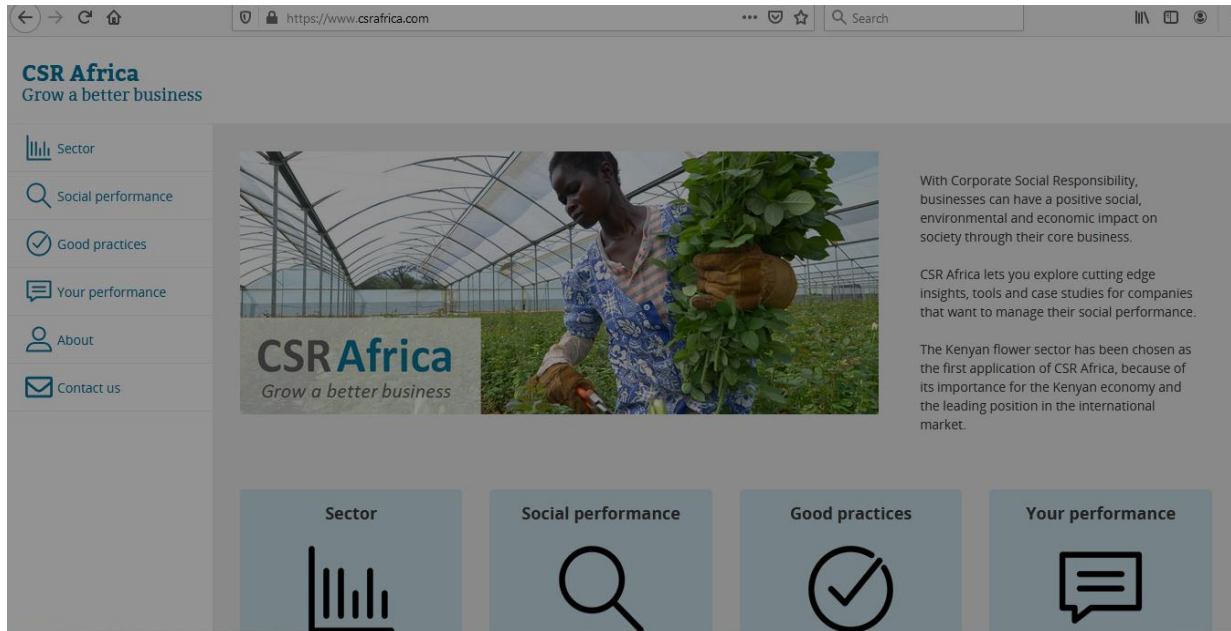 https://www.csrafrica.com
Search
CSR Africa
Grow a better business
Sector
Social performance
Good practices
Your performance
About
Contact us
CSR Africa
Grow a better business
With Corporate Social Responsibility,
businesses can have a positive social,
environmental and economic impact on
society through their core business.
CSR Africa lets you explore cutting edge
insights, tools and case studies for companies
that want to manage their social performance.
The Kenyan flower sector has been chosen as
the first application of CSR Africa, because of
its importance for the Kenyan economy and
the leading position in the international
market.
Sector
Social performance
Good practices
Your performance